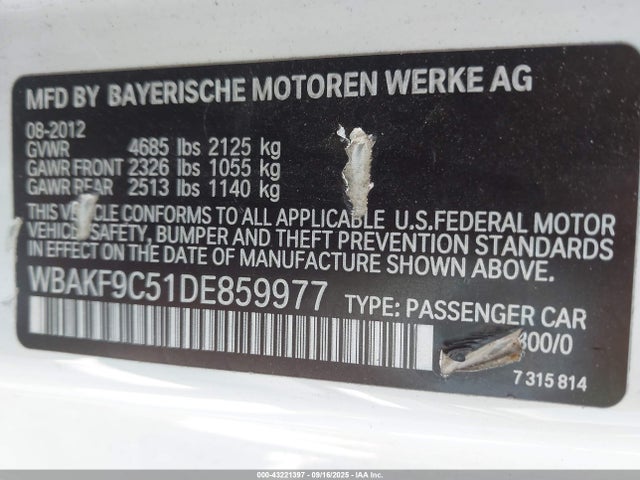 MFD BY BAYERISCHE MOTOREN WERKE AG
08-2012
GVWR 4685 lbs 2125 kg
GAWR FRONT 2326 lbs 1055 kg
GAWR REAR 2513 lbs 1140 kg
THIS VEHICLE CONFORMS TO ALL APPLICABLE U.S.FEDERAL MOTOR
VEHICLE SAFETY, BUMPER AND THEFT PREVENTION STANDARDS
IN EFFECT ON THE DATE OF MANUFACTURE SHOWN ABOVE.
WBAKF9C51DE859977 TYPE: PASSENGER CAR
300/0
7 315 814
000-43221397 - 09/16/2025 - IAA Inc.